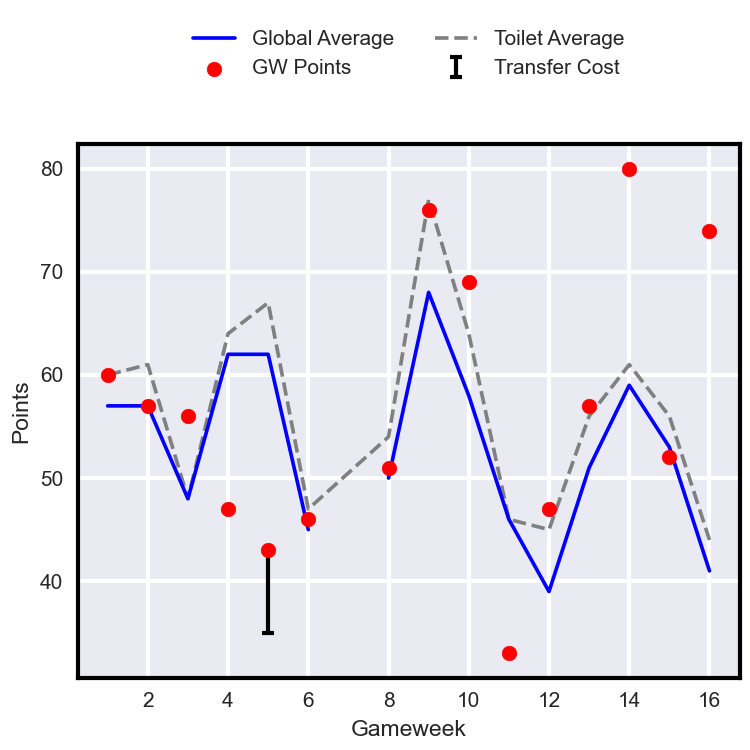 Global Average
GW Points
Toilet Average
Transfer Cost
80
70
60
50
40
Points
2 4 6 8 10 12 14 16
Gameweek